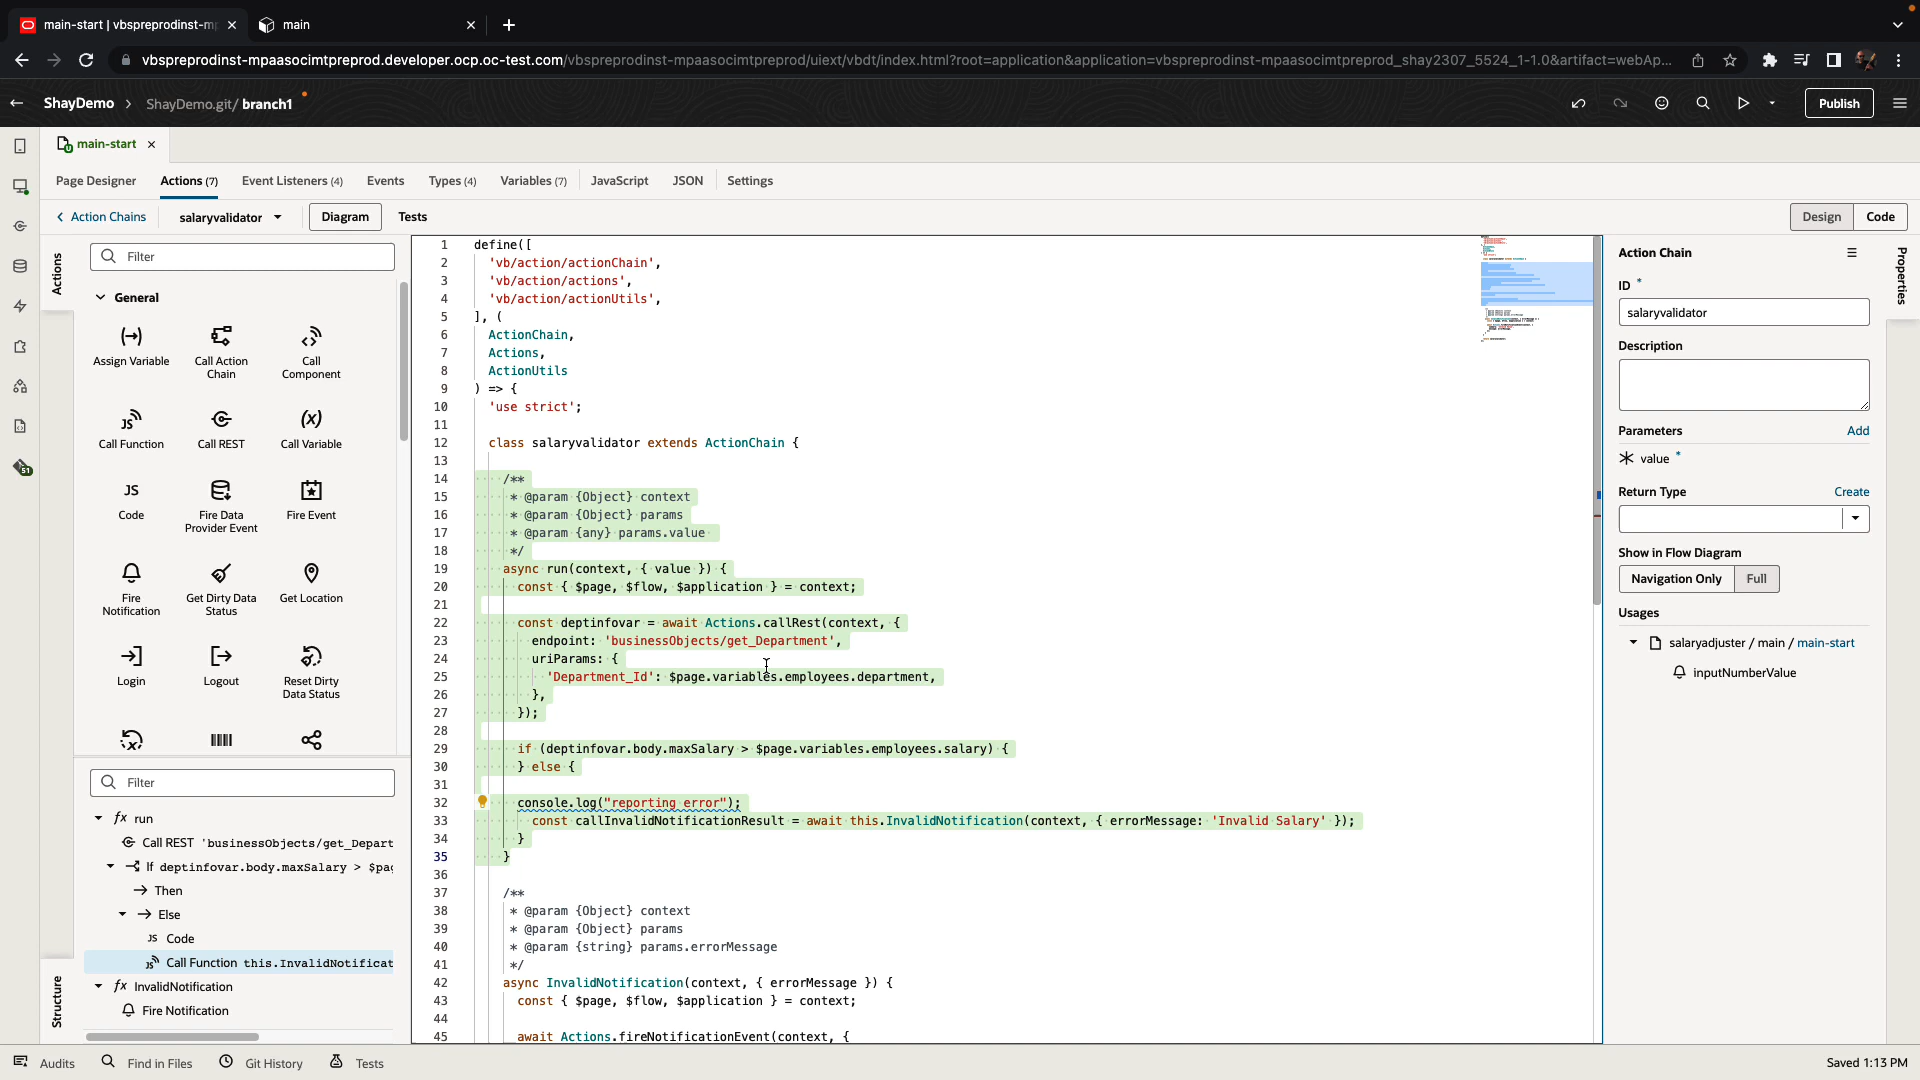 main-start | vbspreprodinst-mp
main
vbspreprodinst-mpaasocimtpreprod.developer.ocp.oc-test.com/vbspreprodinst-mpaasocimtpreprod/uiext/vbdt/index.html?root=application&application=vbspreprodinst-mpaasocimtpreprod_shay2307_5524_1-1.0&artifact=webAp...
ShayDemo > ShayDemo.git/ branch1
Publish
main-start
Page Designer
Actions (7)
Event Listeners (4)
Events
Types (4)
Variables (7)
JavaScript
JSON
Settings
Action Chains
salaryvalidator
Diagram
Tests
Design
Code
Actions
Filter
General
Assign Variable
Call Action Chain
Call Component
Call Function
Call REST
Call Variable
JS
Code
Fire Data Provider Event
Fire Event
Fire Notification
Get Dirty Data Status
Get Location
Login
Logout
Reset Dirty Data Status
Structure
Filter
fx run
Call REST 'businessObjects/get_Depart
If deptinfovar.body.maxSalary > $pa
Then
Else
JS Code
JS Call Function this.InvalidNotificat
fx InvalidNotification
Fire Notification
1 define([
2 'vb/action/actionChain',
3 'vb/action/actions',
4 'vb/action/actionUtils',
5 ], (
6 ActionChain,
7 Actions,
8 ActionUtils
9 ) => {
10 'use strict';
11
12 class salaryvalidator extends ActionChain {
13
14 /**
15 * @param {Object} context
16 * @param {Object} params
17 * @param {any} params.value
18 */
19 async run(context, { value }) {
20 const { $page, $flow, $application } = context;
21
22 const deptinfovar = await Actions.callRest(context, {
23 endpoint: 'businessObjects/get_Department',
24 uriParams: {
25 'Department_Id': $page.variables.employees.department,
26 },
27 });
28
29 if (deptinfovar.body.maxSalary > $page.variables.employees.salary) {
30 } else {
31
32 console.log("reporting error");
33 const callInvalidNotificationResult = await this.InvalidNotification(context, { errorMessage: 'Invalid Salary' });
34 }
35 }
36
37 /**
38 * @param {Object} context
39 * @param {Object} params
40 * @param {string} params.errorMessage
41 */
42 async InvalidNotification(context, { errorMessage }) {
43 const { $page, $flow, $application } = context;
44
45 await Actions.fireNotificationEvent(context, {
Action Chain
ID *
salaryvalidator
Description
Parameters
Add
value *
Return Type
Create
Show in Flow Diagram
Navigation Only
Full
Usages
salaryadjuster / main / main-start
inputNumberValue
Properties
51
Audits
Find in Files
Git History
Tests
Saved 1:13 PM